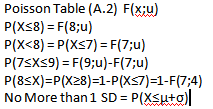 Poisson Table (A.2)  F(x;u)
P(X≤8) = F(8;u)
P(X<8) = P(X≤7) = F(7;u)
P(7≤X≤9) = F(9;u)-F(7;u)
P(8≤X)=P(X≥8)=1-P(X≤7)=1-F(7;4)
No More than 1 SD = P(X≤μ+σ)